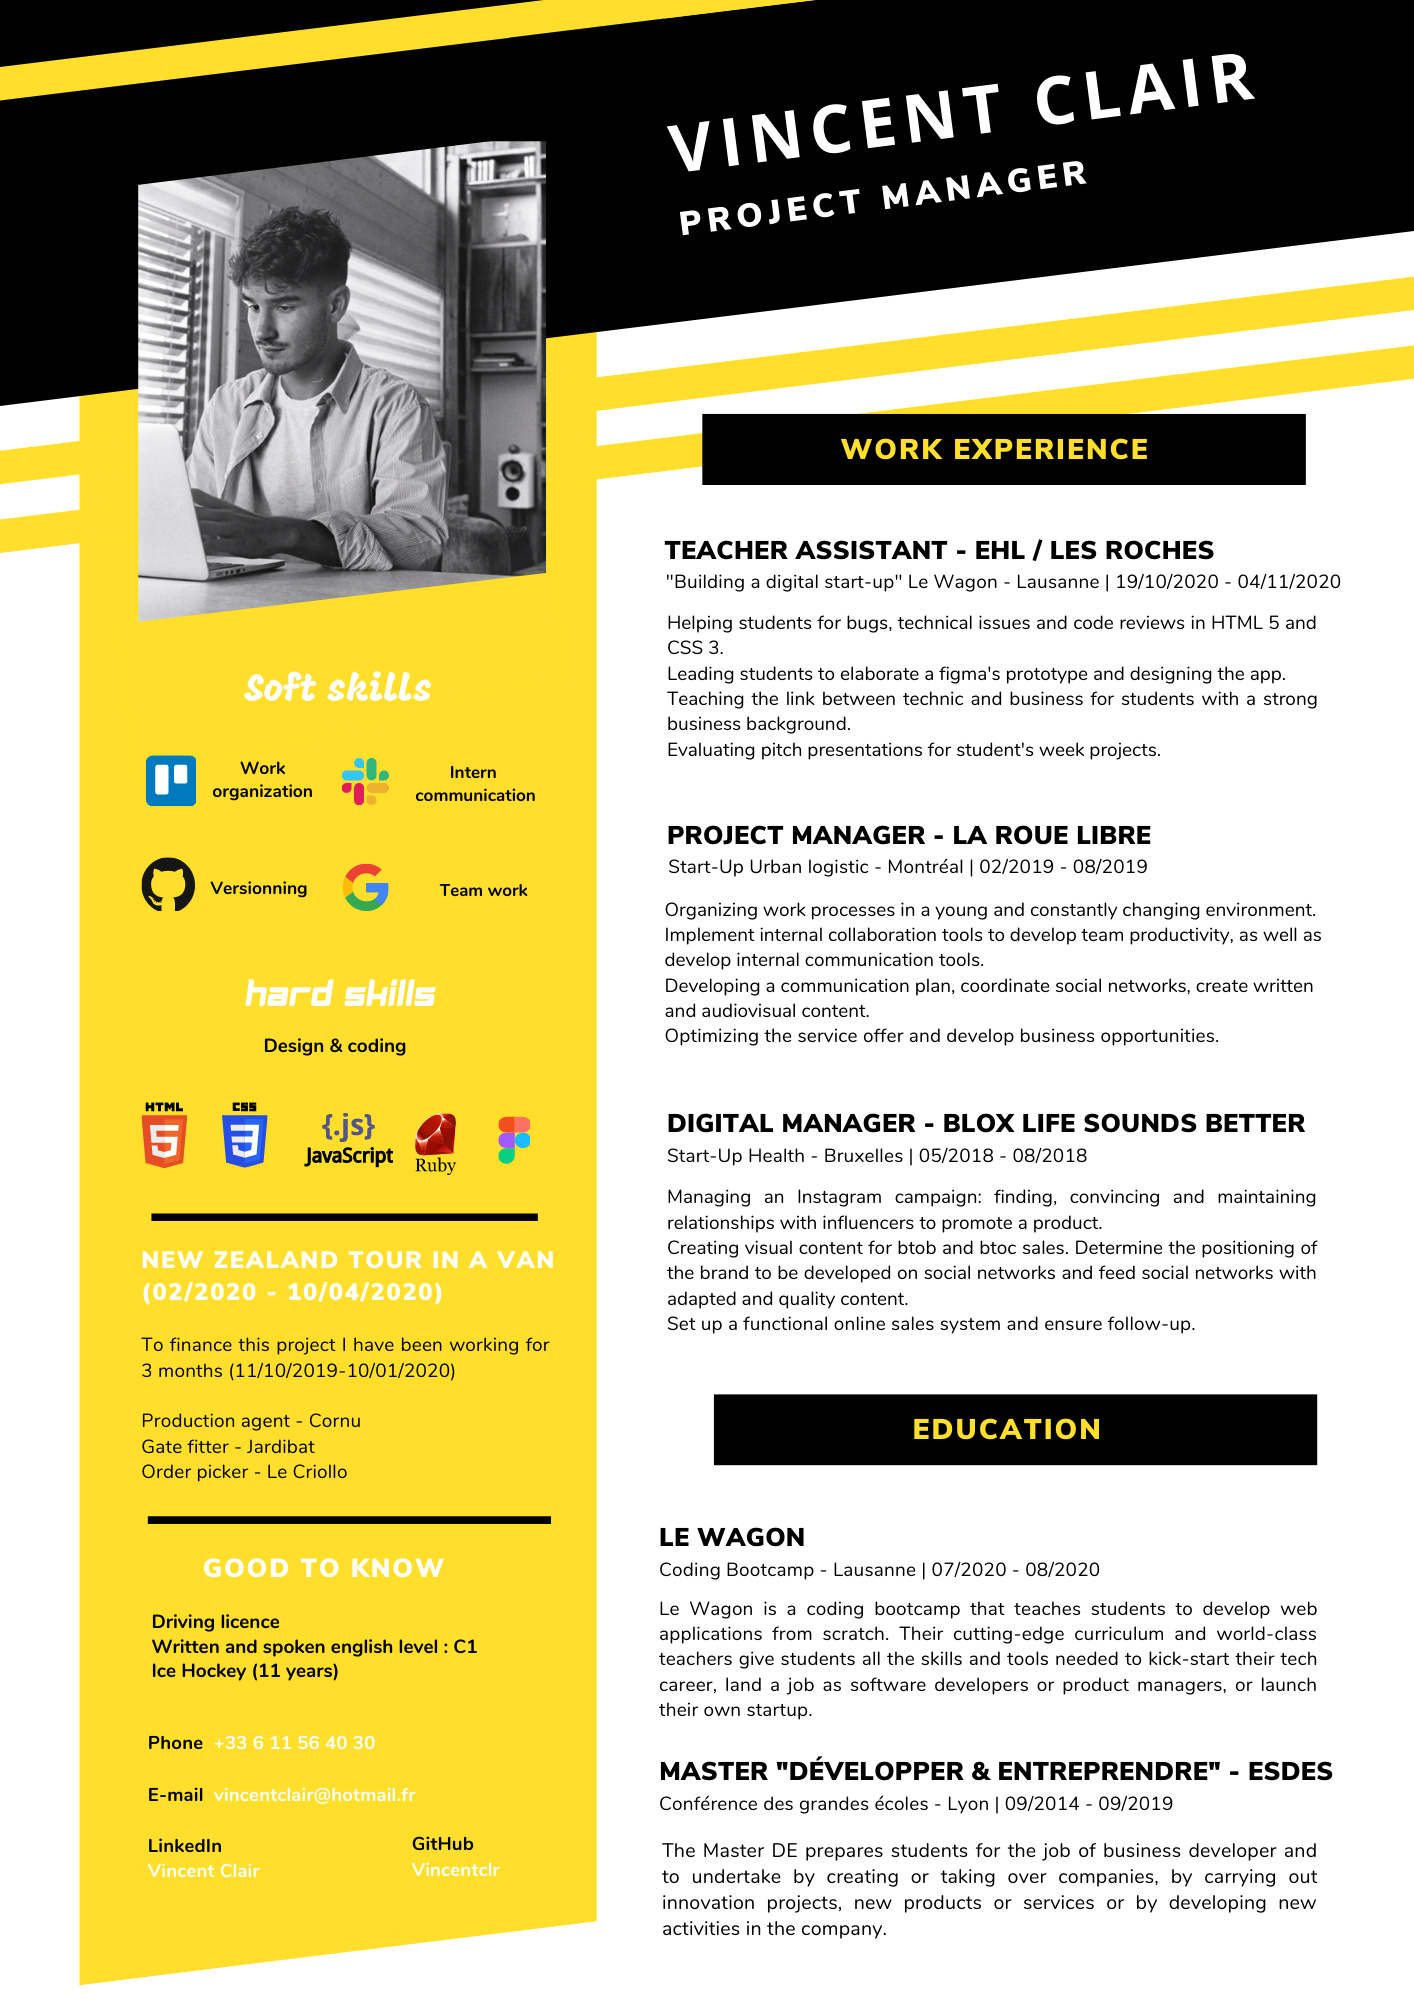 VINCENT CLAIR
PROJECT MANAGER
Soft skills
Work
organization
Intern
communication
Versionning
Team work
hard skills
Design & coding
HTML
5
CSS
3
{.js}
JavaScript
Ruby
NEW ZEALAND TOUR IN A VAN
(02/2020 - 10/04/2020)
To finance this project I have been working for
3 months (11/10/2019-10/01/2020)
Production agent - Cornu
Gate fitter - Jardibat
Order picker - Le Criollo
GOOD TO KNOW
Driving licence
Written and spoken english level : C1
Ice Hockey (11 years)
Phone +33 6 11 56 40 30
E-mail vincentclair@hotmail.fr
LinkedIn
Vincent Clair
GitHub
Vincentclr
WORK EXPERIENCE
TEACHER ASSISTANT - EHL / LES ROCHES
"Building a digital start-up" Le Wagon - Lausanne | 19/10/2020 - 04/11/2020
Helping students for bugs, technical issues and code reviews in HTML 5 and
CSS 3.
Leading students to elaborate a figma's prototype and designing the app.
Teaching the link between technic and business for students with a strong
business background.
Evaluating pitch presentations for student's week projects.
PROJECT MANAGER - LA ROUE LIBRE
Start-Up Urban logistic - Montréal | 02/2019 - 08/2019
Organizing work processes in a young and constantly changing environment.
Implement internal collaboration tools to develop team productivity, as well as
develop internal communication tools.
Developing a communication plan, coordinate social networks, create written
and audiovisual content.
Optimizing the service offer and develop business opportunities.
DIGITAL MANAGER - BLOX LIFE SOUNDS BETTER
Start-Up Health - Bruxelles | 05/2018 - 08/2018
Managing an Instagram campaign: finding, convincing and maintaining
relationships with influencers to promote a product.
Creating visual content for btob and btoc sales. Determine the positioning of
the brand to be developed on social networks and feed social networks with
adapted and quality content.
Set up a functional online sales system and ensure follow-up.
EDUCATION
LE WAGON
Coding Bootcamp - Lausanne | 07/2020 - 08/2020
Le Wagon is a coding bootcamp that teaches students to develop web
applications from scratch. Their cutting-edge curriculum and world-class
teachers give students all the skills and tools needed to kick-start their tech
career, land a job as software developers or product managers, or launch
their own startup.
MASTER "DÉVELOPPER & ENTREPRENDRE" - ESDES
Conférence des grandes écoles - Lyon | 09/2014 - 09/2019
The Master DE prepares students for the job of business developer and
to undertake by creating or taking over companies, by carrying out
innovation projects, new products or services or by developing new
activities in the company.